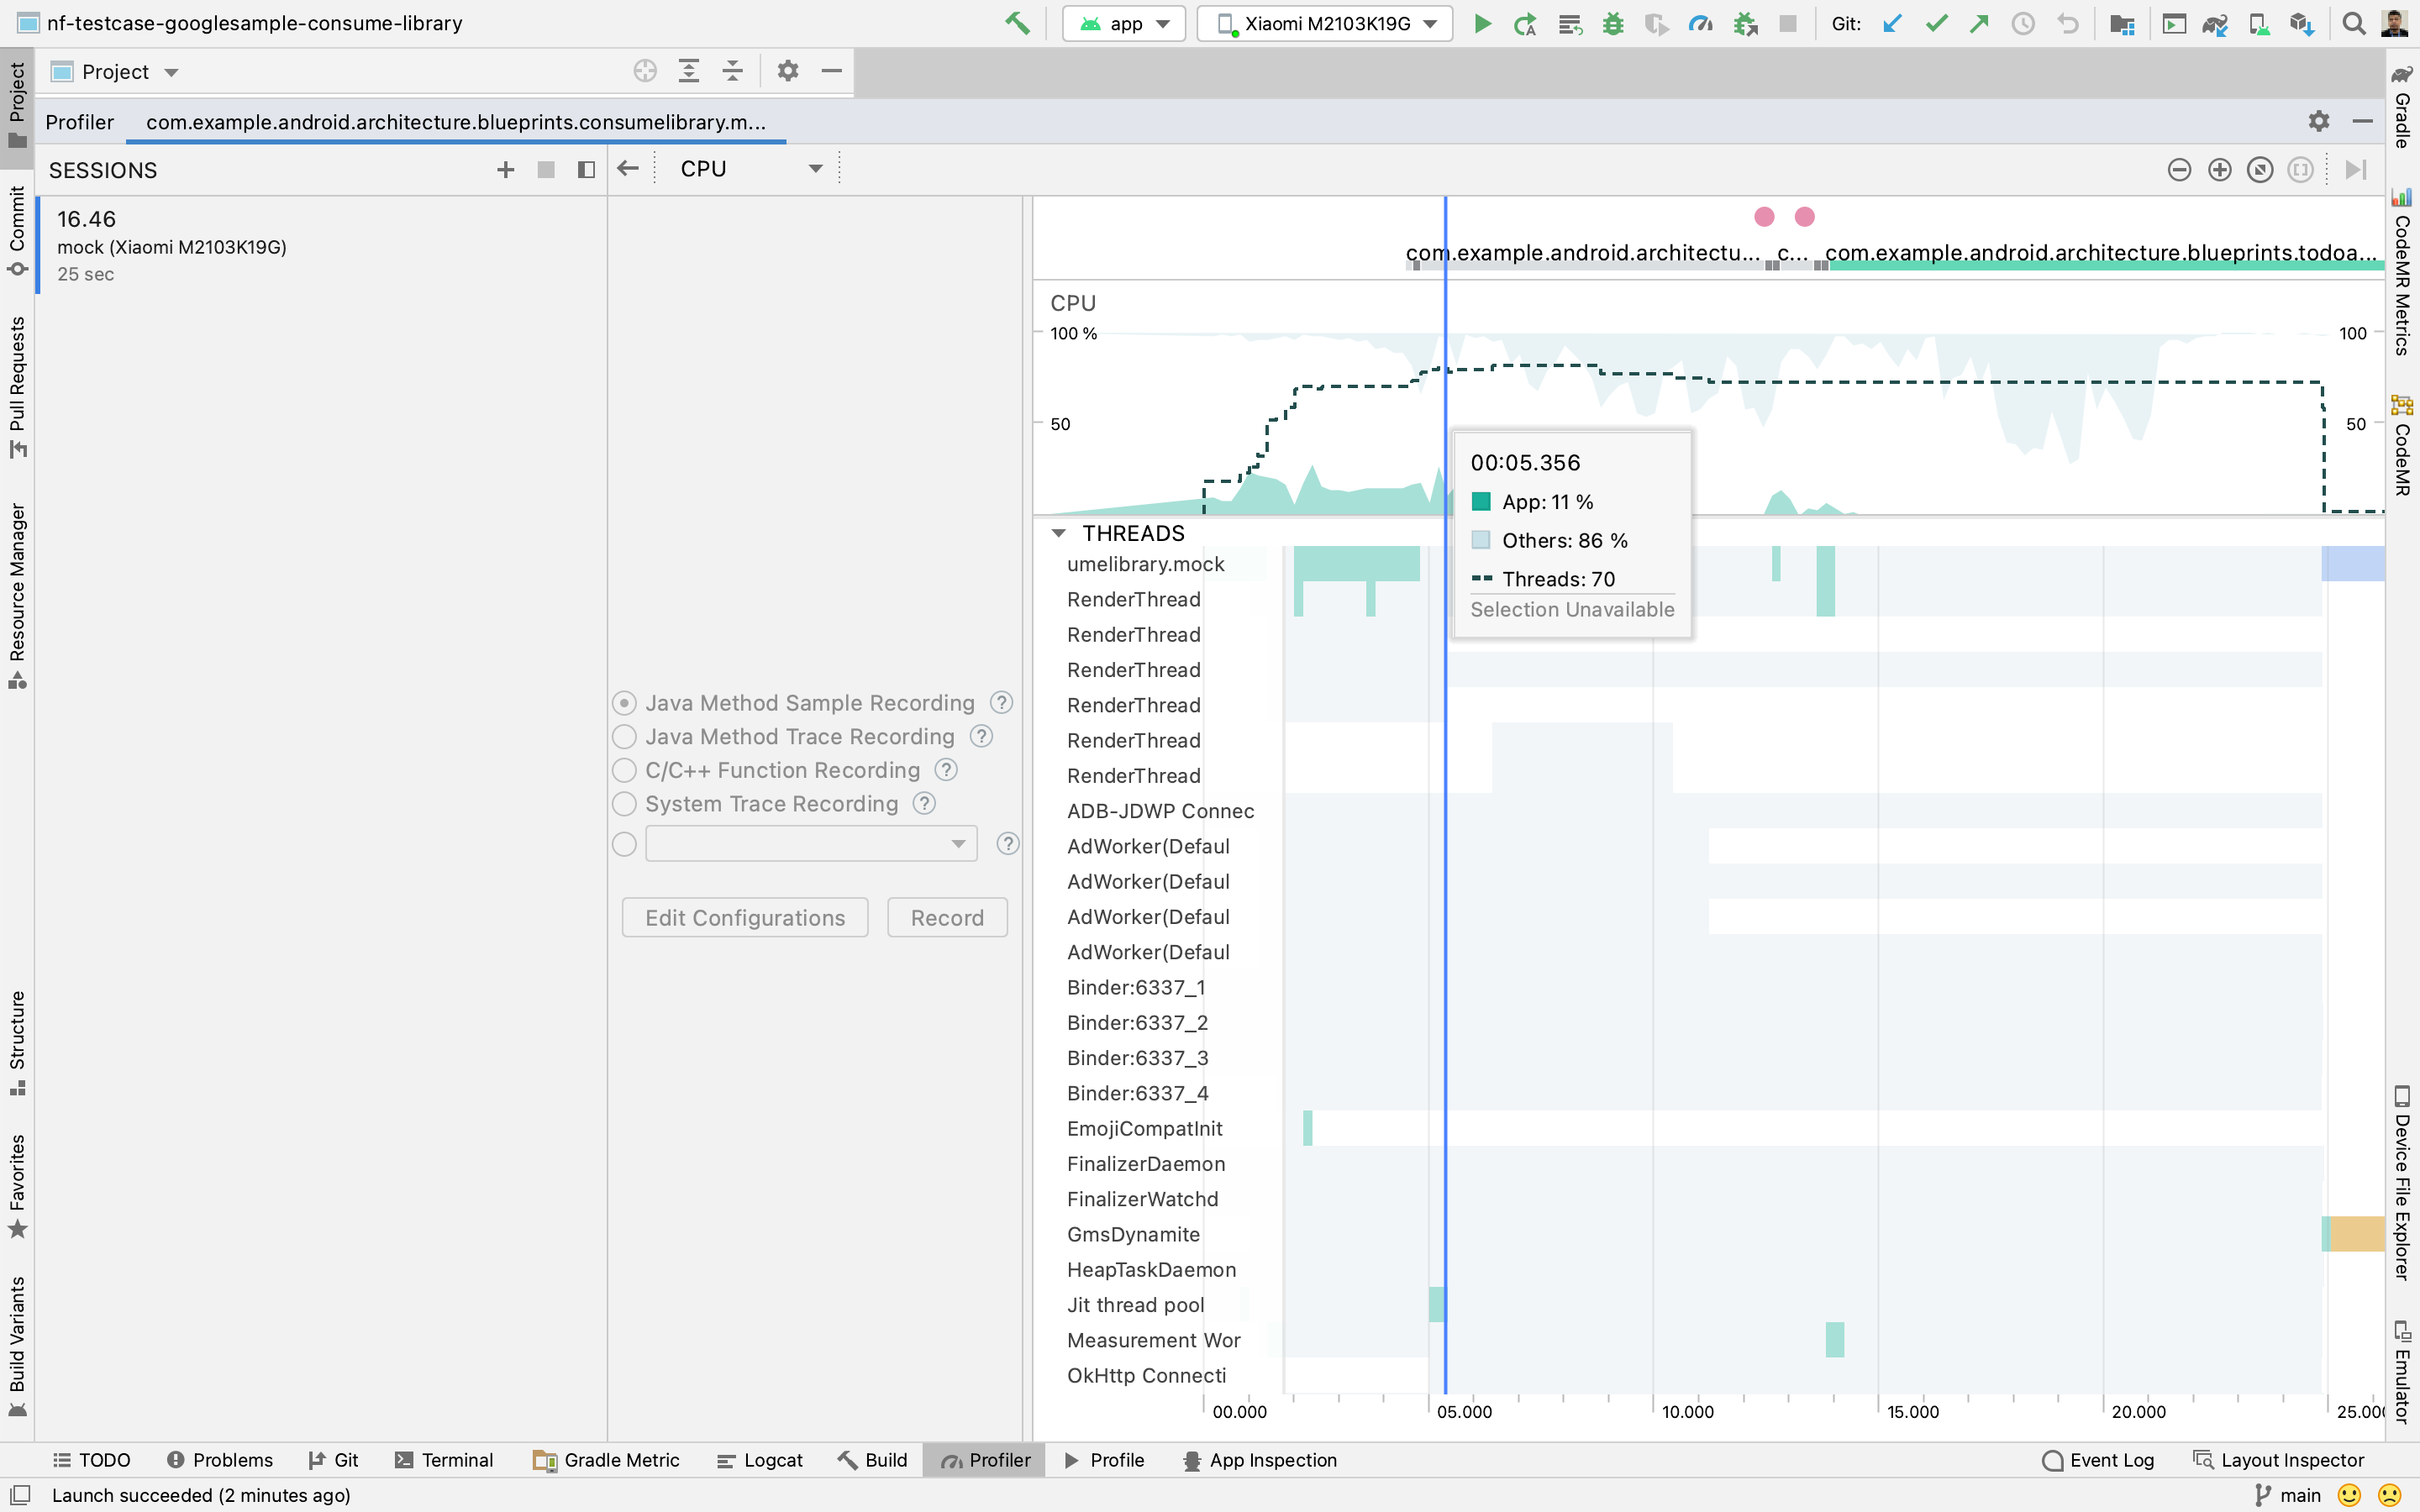 nf-testcase-googlesample-consume-library
app
Xiaomi M2103K19G
Git:
Project
Profiler
com.example.android.architecture.blueprints.consumelibrary.m...
SESSIONS
CPU
16.46
mock (Xiaomi M2103K19G)
25 sec
com.example.android.architectu...
c...
com.example.android.architecture.blueprints.todoa...
CPU
100 %
100
50
50
00:05.356
App: 11 %
Others: 86 %
Threads: 70
Selection Unavailable
THREADS
umelibrary.mock
RenderThread
RenderThread
RenderThread
RenderThread
RenderThread
RenderThread
ADB-JDWP Connec
AdWorker(Defaul
AdWorker(Defaul
AdWorker(Defaul
AdWorker(Defaul
Binder:6337_1
Binder:6337_2
Binder:6337_3
Binder:6337_4
EmojiCompatInit
FinalizerDaemon
FinalizerWatchd
GmsDynamite
HeapTaskDaemon
Jit thread pool
Measurement Wor
OkHttp Connecti
00.000
05.000
10.000
15.000
20.000
25.000
Java Method Sample Recording
Java Method Trace Recording
C/C++ Function Recording
System Trace Recording
Edit Configurations
Record
Project
Commit
Pull Requests
Resource Manager
Structure
Favorites
Build Variants
Gradle
CodeMR Metrics
CodeMR
Device File Explorer
Emulator
TODO
Problems
Git
Terminal
Gradle Metric
Logcat
Build
Profiler
Profile
App Inspection
Event Log
Layout Inspector
Launch succeeded (2 minutes ago)
main